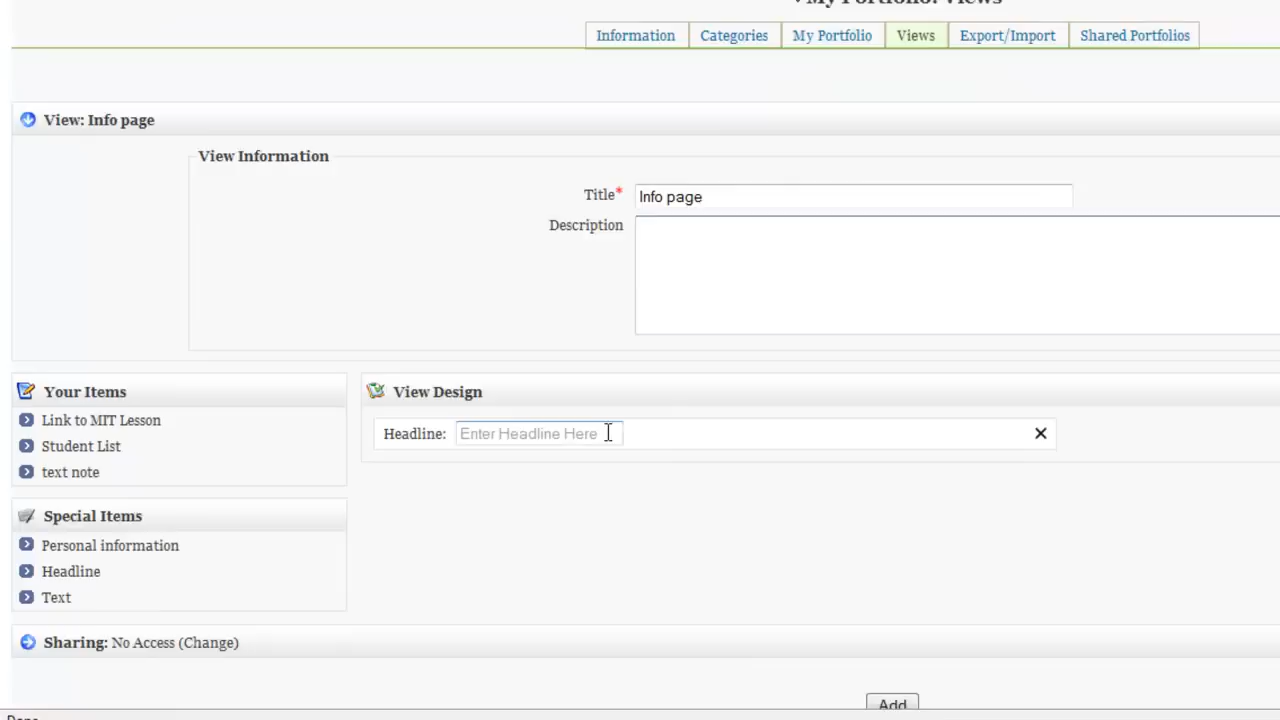 My Portfolio: Views
Information Categories My Portfolio Views Export/Import Shared Portfolios
View: Info page
View Information
Title* Info page
Description
Your Items
Link to MIT Lesson
Student List
text note
View Design
Headline: Enter Headline Here
Special Items
Personal information
Headline
Text
Sharing: No Access (Change)
Add
Done